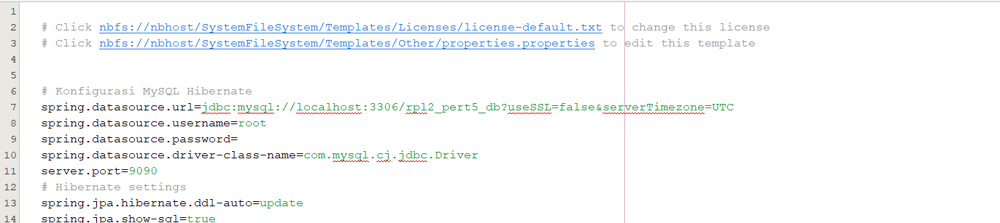 1
2 # Click nbfs://nbhost/SystemFileSystem/Templates/Licenses/license-default.txt to change this license
3 # Click nbfs://nbhost/SystemFileSystem/Templates/Other/properties.properties to edit this template
4
5
6 # Konfigurasi MySQL Hibernate
7 spring.datasource.url=jdbc:mysql://localhost:3306/rpl2_pert5_db?useSSL=false&serverTimezone=UTC
8 spring.datasource.username=root
9 spring.datasource.password=
10 spring.datasource.driver-class-name=com.mysql.cj.jdbc.Driver
11 server.port=9090
12 # Hibernate settings
13 spring.jpa.hibernate.ddl-auto=update
14 spring.jpa.show-sql=true